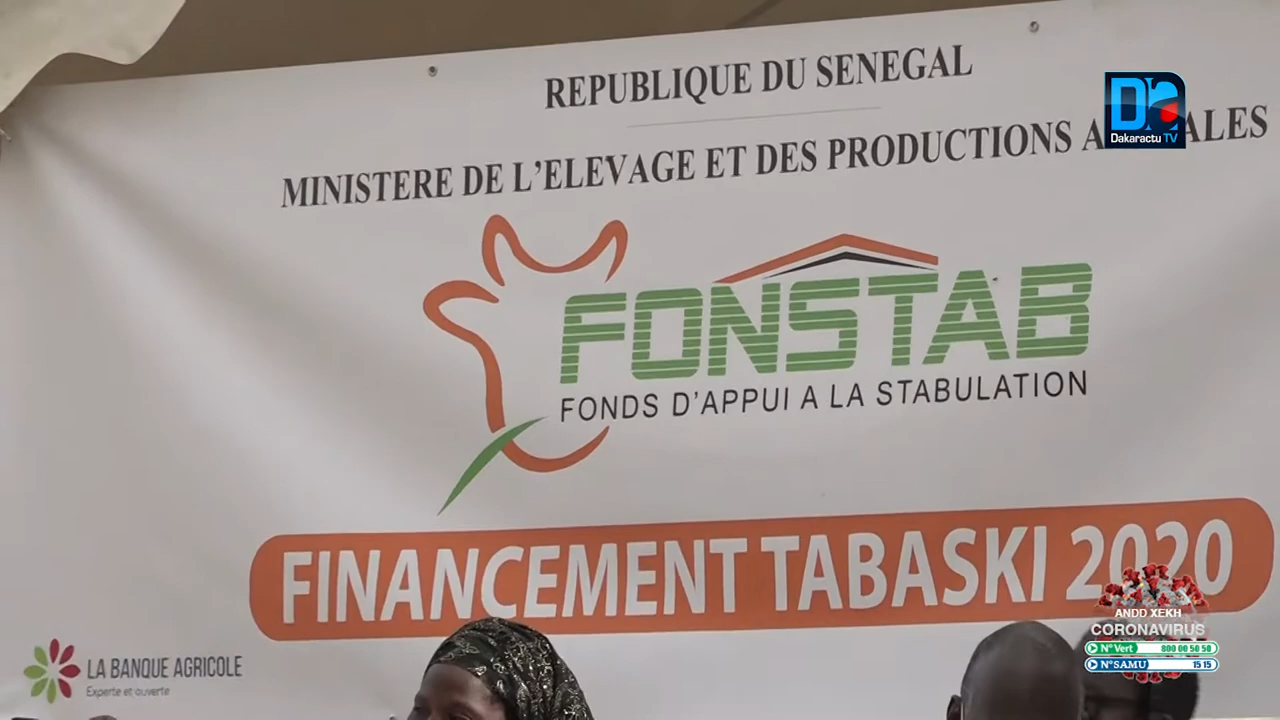 REPUBLIQUE DU SENEGAL
Dakaractu TV
MINISTERE DE L'ELEVAGE ET DES PRODUCTIONS A ALES
FONSTAB
FONDS D'APPUI A LA STABULATION
FINANCEMENT TABASKI 2020
LA BANQUE AGRICOLE
Experte et ouverte
ANDD XEKH
CORONAVIRUS
N° Vert 800 00 50 50
N° SAMU 15 15